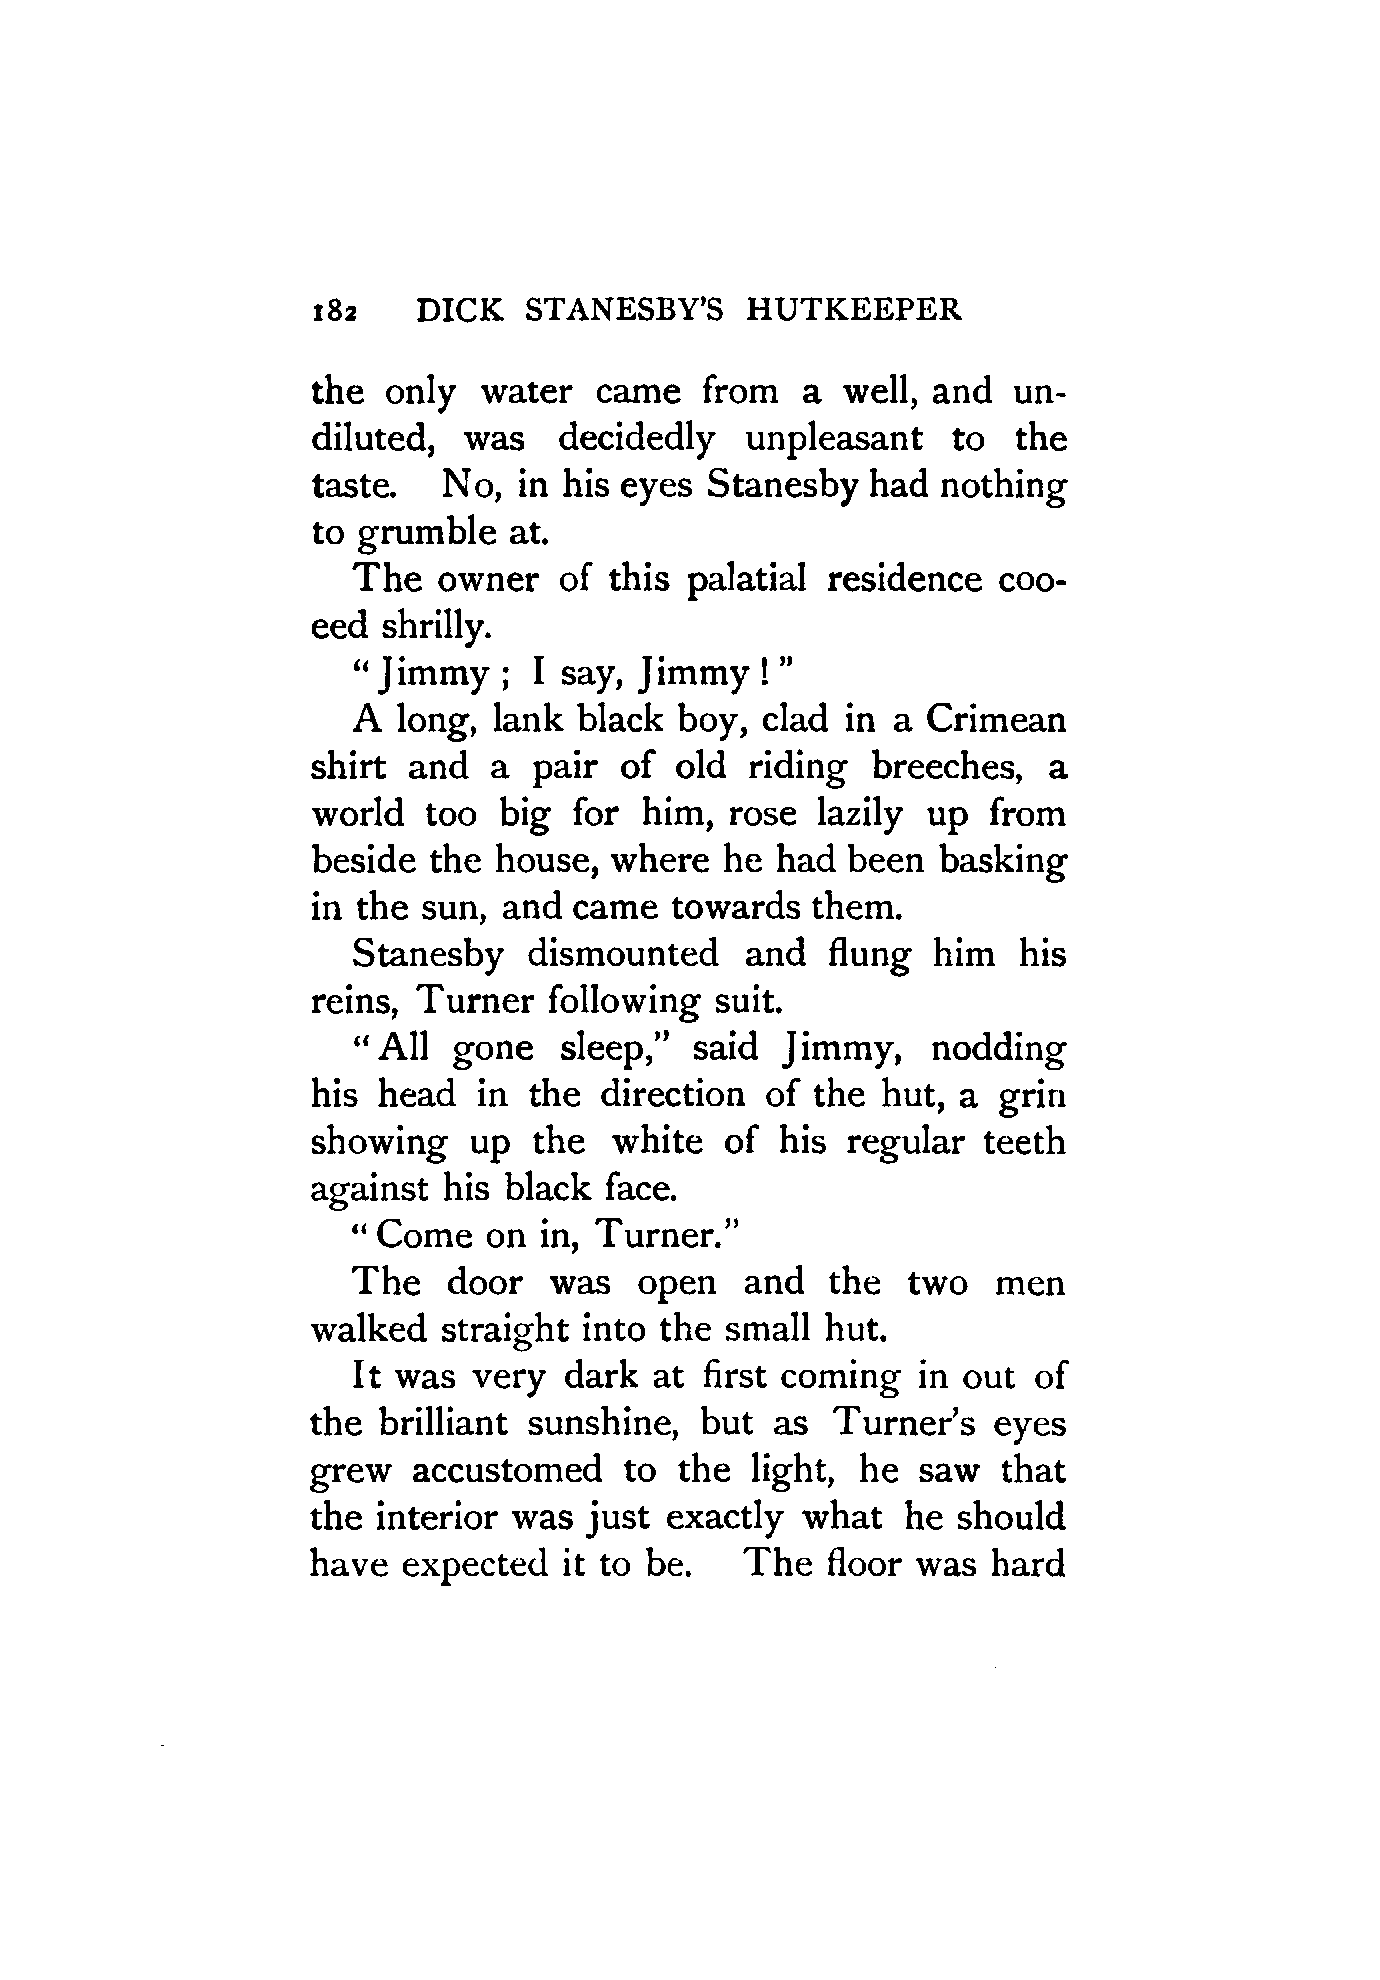 182 DICK STANESBY'S HUTKEEPER
the only water came from a well, and un-
diluted, was decidedly unpleasant to the
taste. No, in his eyes Stanesby had nothing
to grumble at.
The owner of this palatial residence coo-
eed shrilly.
"Jimmy; I say, Jimmy!"
A long, lank black boy, clad in a Crimean
shirt and a pair of old riding breeches, a
world too big for him, rose lazily up from
beside the house, where he had been basking
in the sun, and came towards them.
Stanesby dismounted and flung him his
reins, Turner following suit.
"All gone sleep," said Jimmy, nodding
his head in the direction of the hut, a grin
showing up the white of his regular teeth
against his black face.
"Come on in, Turner."
The door was open and the two men
walked straight into the small hut.
It was very dark at first coming in out of
the brilliant sunshine, but as Turner's eyes
grew accustomed to the light, he saw that
the interior was just exactly what he should
have expected it to be. The floor was hard